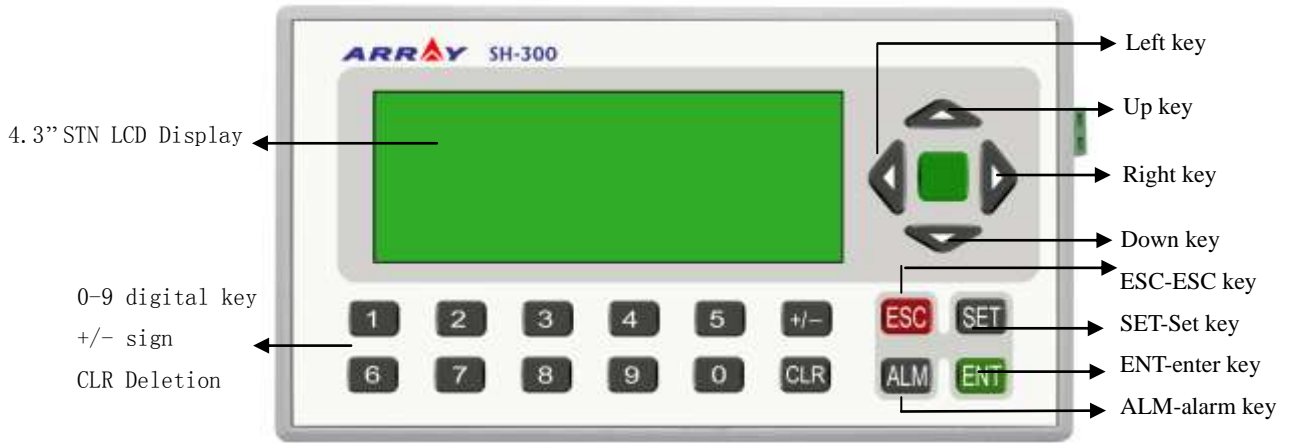 ARRAY SH-300
Left key
Up key
4.3” STN LCD Display
Right key
Down key
ESC-ESC key
0-9 digital key
+/- sign
CLR Deletion
1 2 3 4 5 +/−
6 7 8 9 0 CLR
ESC SET
ALM ENT
SET-Set key
ENT-enter key
ALM-alarm key